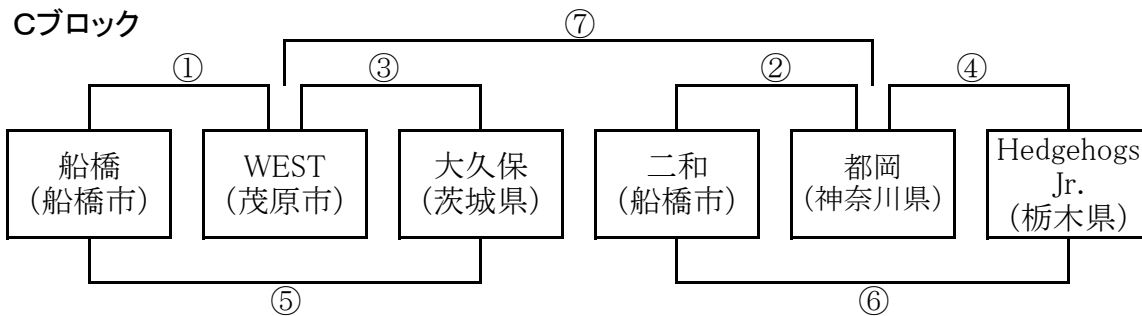 Cブロック
⑦
① ③ ② ④
船橋
(船橋市)
WEST
(茂原市)
大久保
(茨城県)
二和
(船橋市)
都岡
(神奈川県)
Hedgehogs
Jr.
(栃木県)
⑤ ⑥